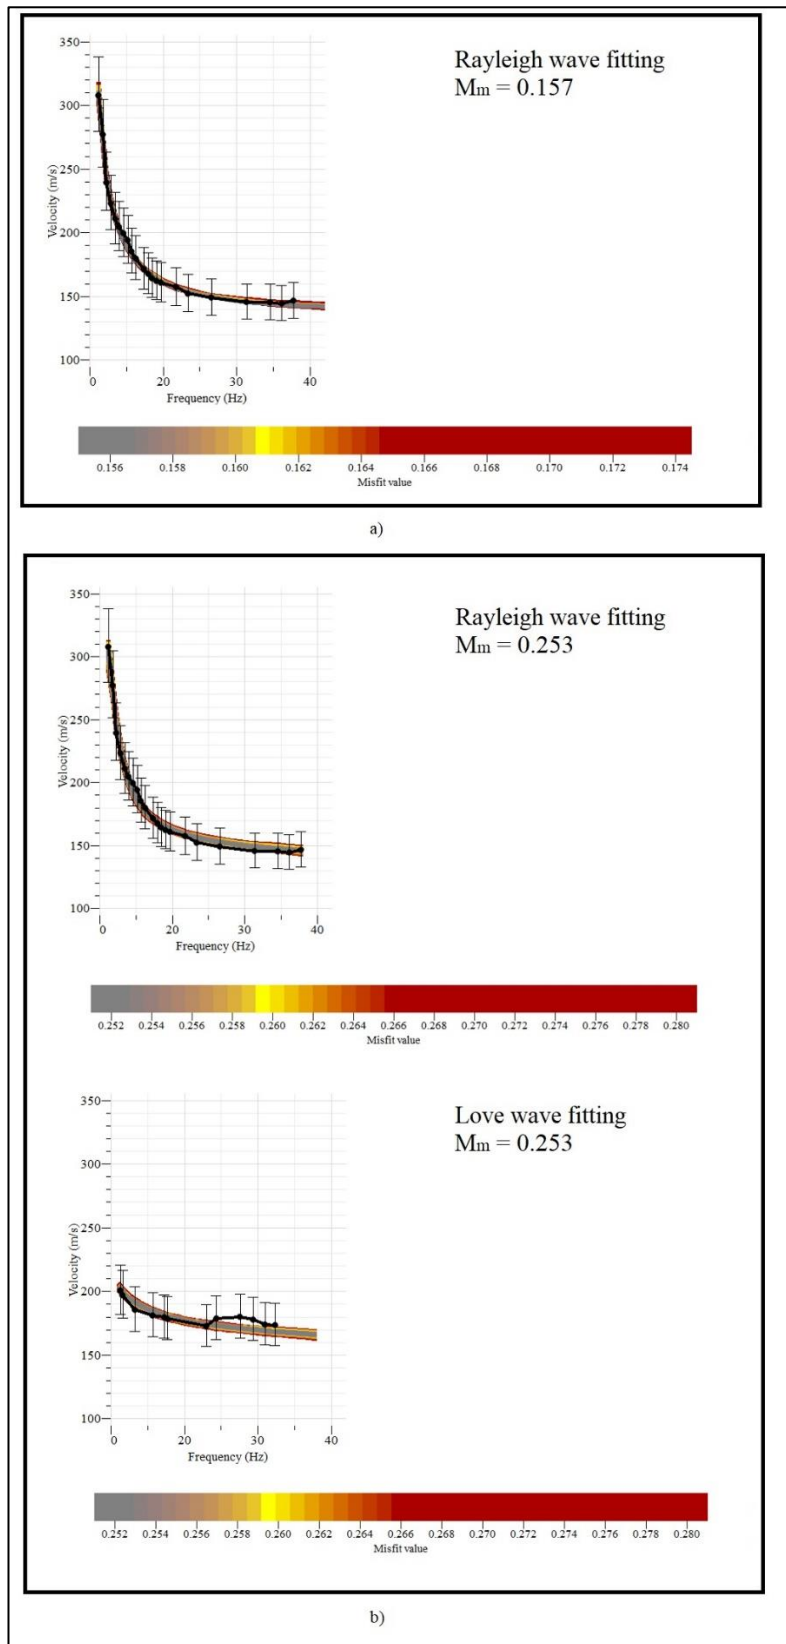 Rayleigh wave fitting
Mm = 0.157
350
300
250
200
150
100
Velocity (m/s)
0 20 30 40
Frequency (Hz)
0.156 0.158 0.160 0.162 0.164 0.166 0.168 0.170 0.172 0.174
Misfit value
a)
Rayleigh wave fitting
Mm = 0.253
350
300
250
200
150
100
Velocity (m/s)
0 20 30 40
Frequency (Hz)
0.252 0.254 0.256 0.258 0.260 0.262 0.264 0.266 0.268 0.270 0.272 0.274 0.276 0.278 0.280
Misfit value
Love wave fitting
Mm = 0.253
350
300
250
200
150
100
Velocity (m/s)
0 20 30 40
Frequency (Hz)
0.252 0.254 0.256 0.258 0.260 0.262 0.264 0.266 0.268 0.270 0.272 0.274 0.276 0.278 0.280
Misfit value
b)